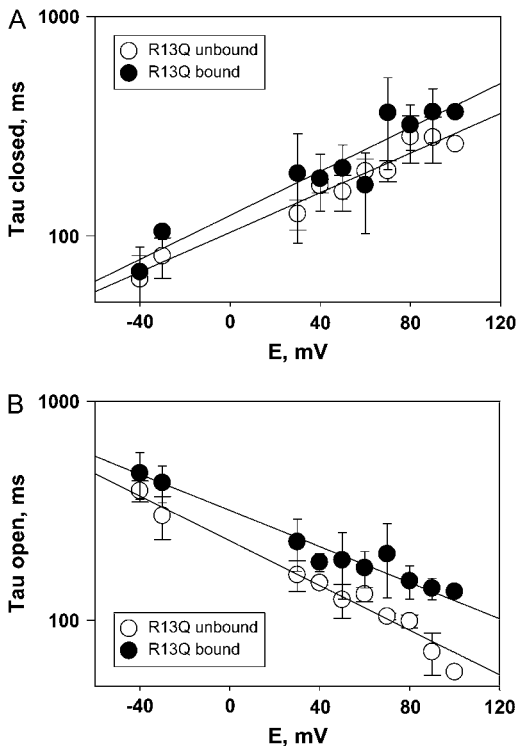 A
1000
R13Q unbound
R13Q bound
Tau closed, ms
100
-40 0 40 80 120
E, mV
B
1000
Tau open, ms
100
R13Q unbound
R13Q bound
-40 0 40 80 120
E, mV